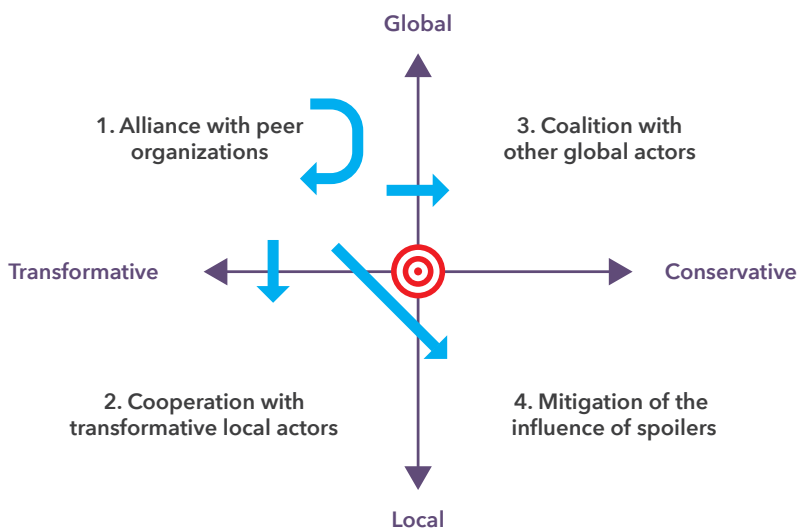 Global
1. Alliance with peer
organizations
3. Coalition with
other global actors
Transformative
Conservative
2. Cooperation with
transformative local actors
4. Mitigation of the
influence of spoilers
Local